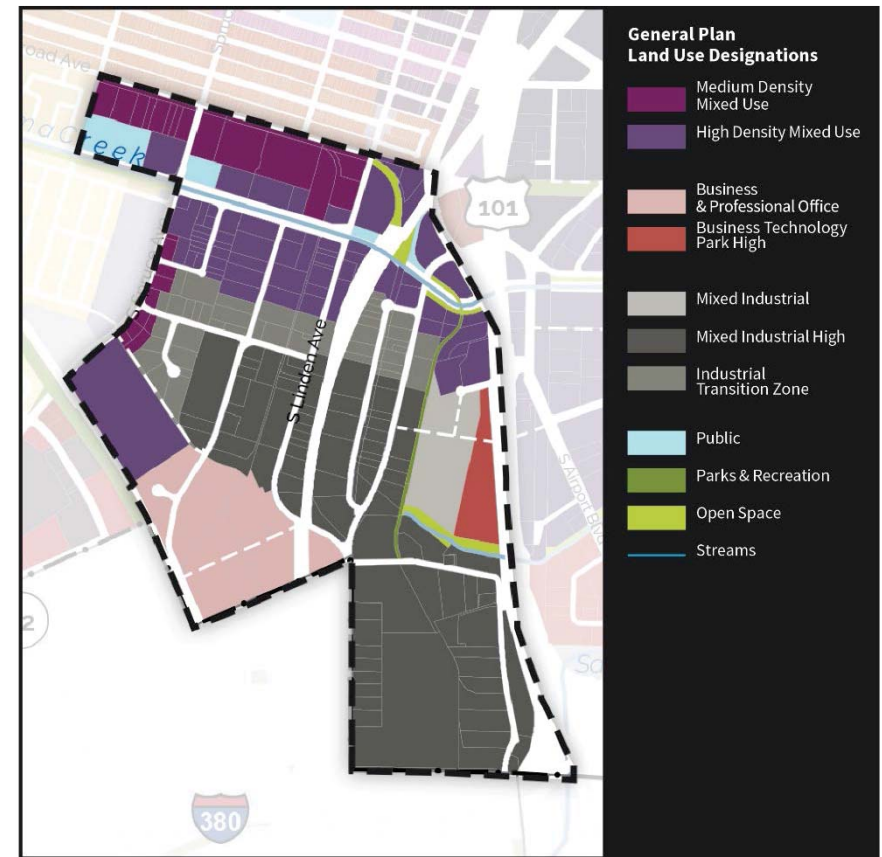 General Plan
Land Use Designations
Medium Density
Mixed Use
High Density Mixed Use
Business
& Professional Office
Business Technology
Park High
Mixed Industrial
Mixed Industrial High
Industrial
Transition Zone
Public
Parks & Recreation
Open Space
Streams
Creek
101
S Linden Ave
S Airport Blvd
380